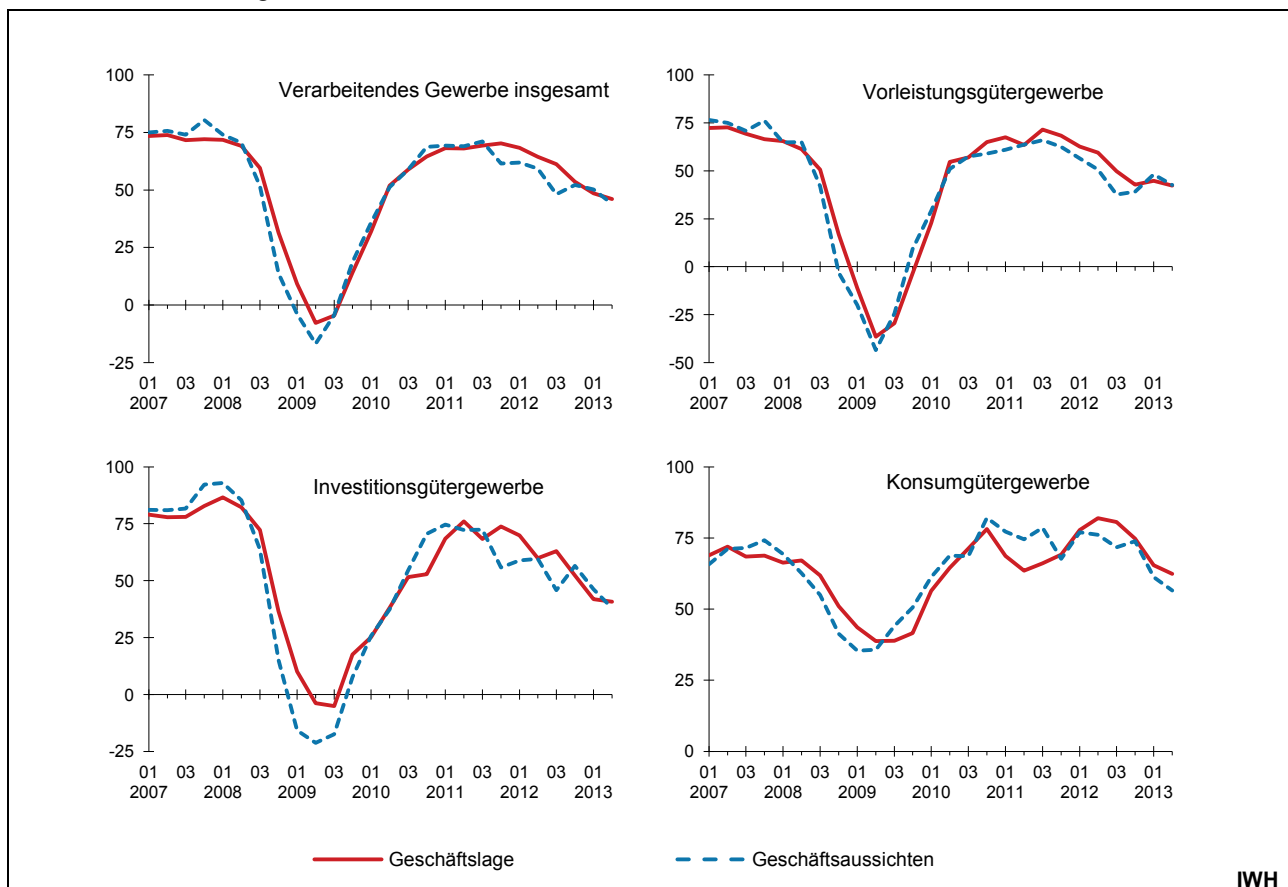 Verarbeitendes Gewerbe insgesamt
100
75
50
25
0
-25
01 03 01 03 01 03 01 03 01 03 01 03 01
2007 2008 2009 2010 2011 2012 2013
Vorleistungsgütergewerbe
100
75
50
25
0
-25
-50
01 03 01 03 01 03 01 03 01 03 01 03 01
2007 2008 2009 2010 2011 2012 2013
Investitionsgütergewerbe
100
75
50
25
0
-25
01 03 01 03 01 03 01 03 01 03 01 03 01
2007 2008 2009 2010 2011 2012 2013
Konsumgütergewerbe
100
75
50
25
0
01 03 01 03 01 03 01 03 01 03 01 03 01
2007 2008 2009 2010 2011 2012 2013
Geschäftslage Geschäftsaussichten
IWH